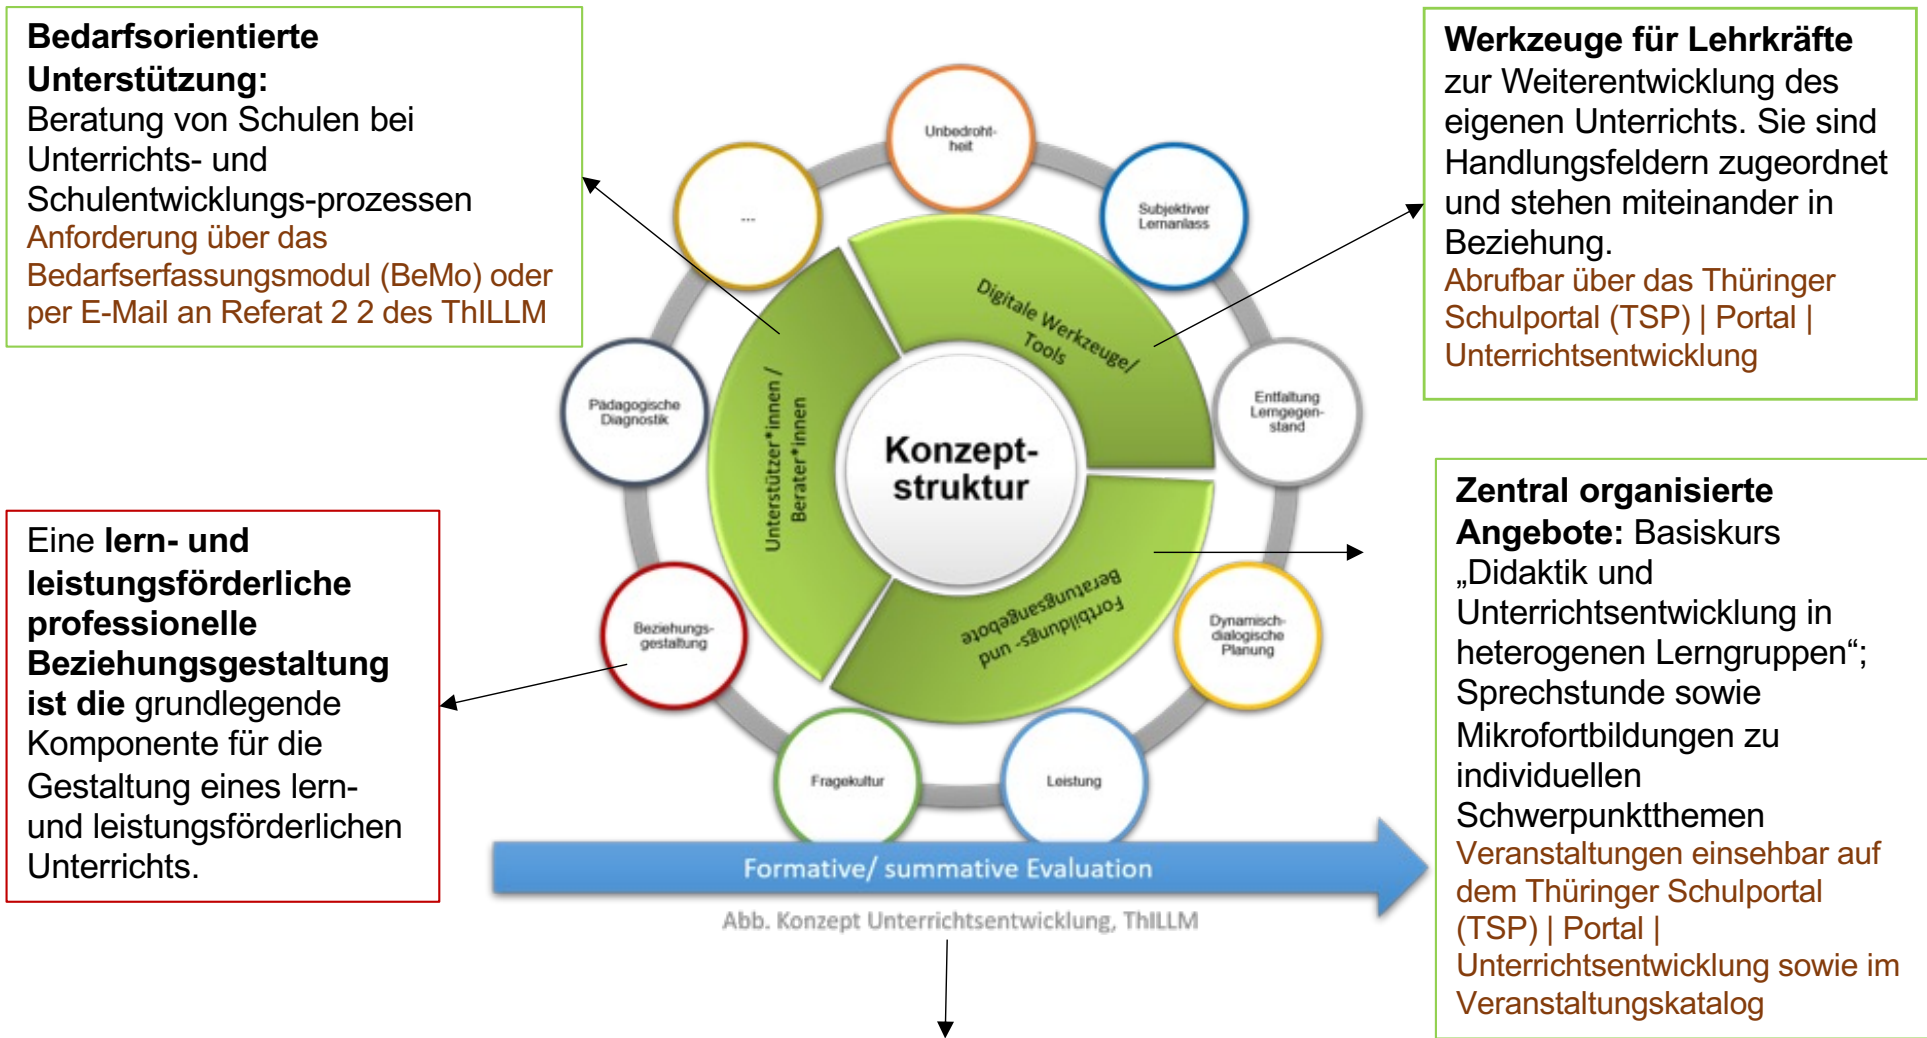 Bedarfsorientierte
Unterstützung:
Beratung von Schulen bei
Unterrichts- und
Schulentwicklungs-prozessen
Anforderung über das
Bedarfserfassungsmodul (BeMo) oder
per E-Mail an Referat 2 2 des ThILLM
Werkzeuge für Lehrkräfte
zur Weiterentwicklung des
eigenen Unterrichts. Sie sind
Handlungsfeldern zugeordnet
und stehen miteinander in
Beziehung.
Abrufbar über das Thüringer
Schulportal (TSP) | Portal |
Unterrichtsentwicklung
Unbedroht-
heit
Subjektiver
Lernanlass
Entfaltung
Lerngegen-
stand
Dynamisch-
dialogische
Planung
Leistung
Fragekultur
Beziehungs-
gestaltung
Pädagogische
Diagnostik
...
Digitale Werkzeuge/
Tools
Fortbildungs- und
Beratungsangebote
Unterstützer*innen /
Berater*innen
Konzept-
struktur
Eine lern- und
leistungsförderliche
professionelle
Beziehungsgestaltung
ist die grundlegende
Komponente für die
Gestaltung eines lern-
und leistungsförderlichen
Unterrichts.
Zentral organisierte
Angebote: Basiskurs
„Didaktik und
Unterrichtsentwicklung in
heterogenen Lerngruppen“;
Sprechstunde sowie
Mikrofortbildungen zu
individuellen
Schwerpunktthemen
Veranstaltungen einsehbar auf
dem Thüringer Schulportal
(TSP) | Portal |
Unterrichtsentwicklung sowie im
Veranstaltungskatalog
Formative/ summative Evaluation
Abb. Konzept Unterrichtsentwicklung, ThILLM